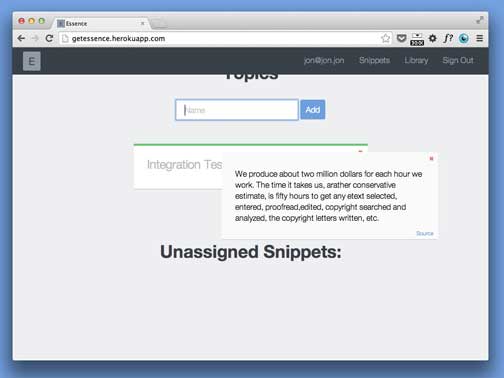 Essence
getessence.herokuapp.com
20:00
f?
E
jon@jon.jon
Snippets
Library
Sign Out
Topics
Name
Add
Integration Tes
We produce about two million dollars for each hour we
work. The time it takes us, arather conservative
estimate, is fifty hours to get any etext selected,
entered, proofread,edited, copyright searched and
analyzed, the copyright letters written, etc.
Source
Unassigned Snippets: